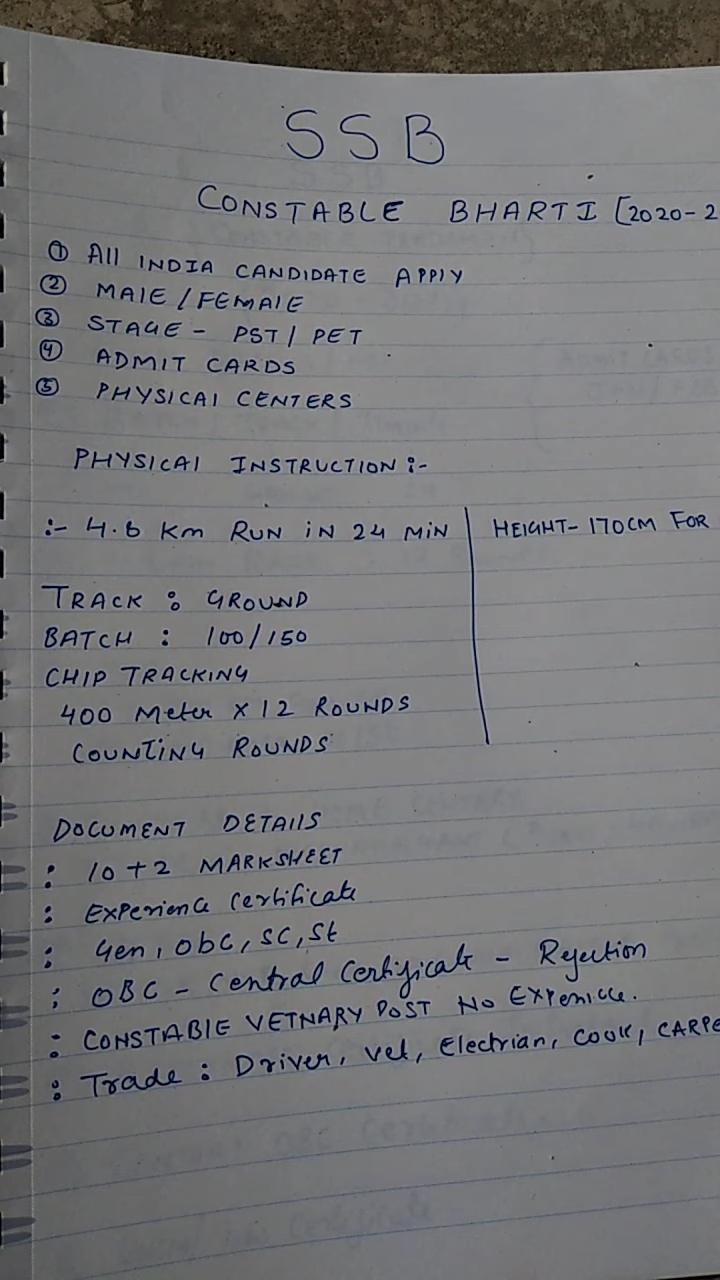 SSB
CONSTABLE BHARTI [2020-2
① All INDIA CANDIDATE APPLY
② MALE / FEMALE
③ STAGE - PST / PET
④ ADMIT CARDS
⑤ PHYSICAL CENTERS
PHYSICAL INSTRUCTION :-
:- 4.8 Km RUN iN 24 MiN
HEIGHT- 170CM FOR
TRACK : GROUND
BATCH : 100/150
CHIP TRACKING
400 Meter X 12 ROUNDS
COUNTING ROUNDS
DOCUMENT DETAILS
: 10+2 MARKSHEET
: Experience Certificate
: Gen, Obc, SC, St
: OBC - Central Certificate - Rejection
: CONSTABLE VETNARY POST NO EXPENICCE.
: Trade : Driver, Vet, Electrian, Cook, CARPE